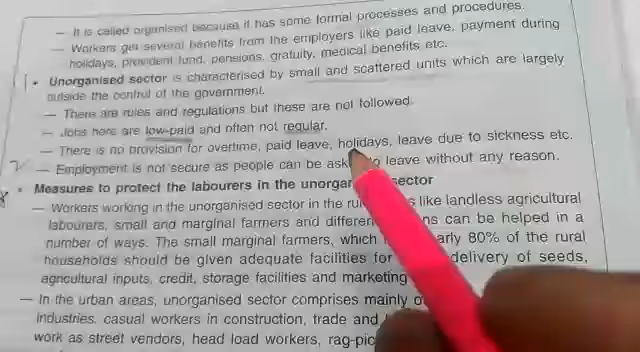 — It is called organised because it has some formal processes and procedures.
— Workers get several benefits from the employers like paid leave, payment during
holidays, provident fund, pensions, gratuity, medical benefits etc.
• Unorganised sector is characterised by small and scattered units which are largely
outside the control of the government.
— There are rules and regulations but these are not followed.
— Jobs here are low-paid and often not regular.
— There is no provision for overtime, paid leave, holidays, leave due to sickness etc.
— Employment is not secure as people can be to leave without any reason.
• Measures to protect the labourers in the sector
— Workers working in the unorganised sector in the like landless agricultural
labourers, small and marginal farmers and can be helped in a
number of ways. The small marginal farmers, which 80% of the rural
households should be given adequate facilities for delivery of seeds,
agricultural inputs, credit, storage facilities and marketing
— In the urban areas, unorganised sector comprises mainly
industries, casual workers in construction, trade and
work as street vendors, head load workers,